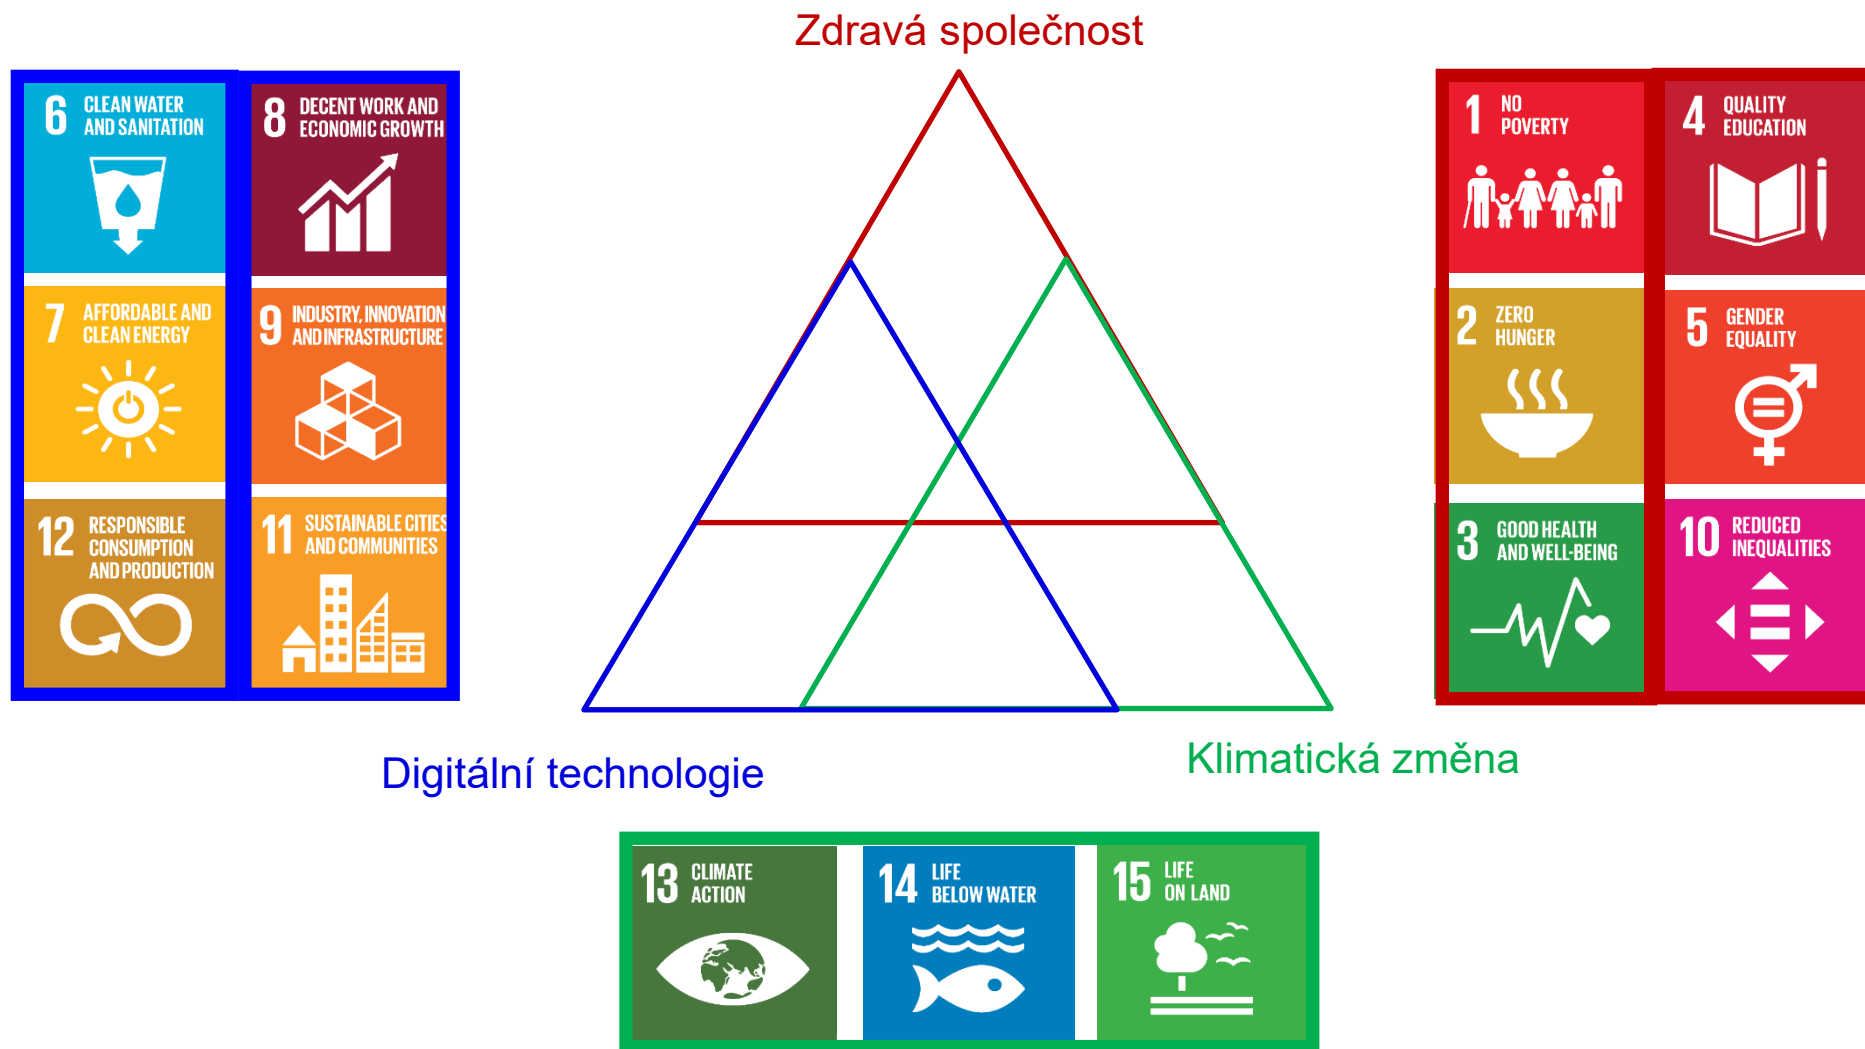 Zdravá společnost
6 CLEAN WATER
AND SANITATION
8 DECENT WORK AND
ECONOMIC GROWTH
7 AFFORDABLE AND
CLEAN ENERGY
9 INDUSTRY, INNOVATION
AND INFRASTRUCTURE
12 RESPONSIBLE
CONSUMPTION
AND PRODUCTION
11 SUSTAINABLE CITIES
AND COMMUNITIES
1 NO
POVERTY
4 QUALITY
EDUCATION
2 ZERO
HUNGER
5 GENDER
EQUALITY
3 GOOD HEALTH
AND WELL-BEING
10 REDUCED
INEQUALITIES
Digitální technologie
Klimatická změna
13 CLIMATE
ACTION
14 LIFE
BELOW WATER
15 LIFE
ON LAND